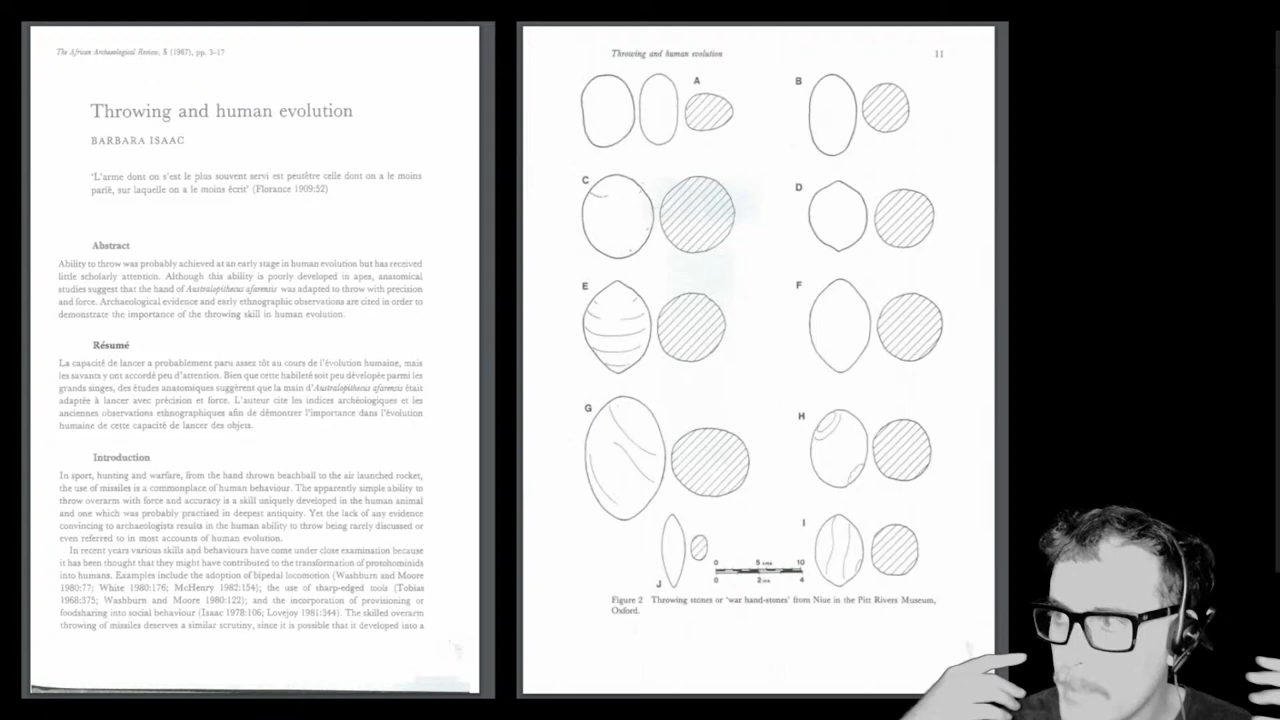 The African Archaeological Review, 5 (1987), pp. 3-17
Throwing and human evolution
BARBARA ISAAC
'L'arme dont on s'est le plus souvent servi est peutêtre celle dont on a le moins
parlé, sur laquelle on a le moins écrit' (Florance 1909:52)
Abstract
Ability to throw was probably achieved at an early stage in human evolution but has received
little scholarly attention. Although this ability is poorly developed in apes, anatomical
studies suggest that the hand of Australopithecus afarensis was adapted to throw with precision
and force. Archaeological evidence and early ethnographic observations are cited in order to
demonstrate the importance of the throwing skill in human evolution.
Résumé
La capacité de lancer a probablement paru assez tôt au cours de l'évolution humaine, mais
les savants y ont accordé peu d'attention. Bien que cette habileté soit peu dévelopée parmi les
grands singes, des études anatomiques suggèrent que la main d'Australopithecus afarensis était
adaptée à lancer avec précision et force. L'auteur cite les indices archéologiques et les
anciennes observations ethnographiques afin de démontrer l'importance dans l'évolution
humaine de cette capacité de lancer des objets.
Introduction
In sport, hunting and warfare, from the hand thrown beachball to the air launched rocket,
the use of missiles is a commonplace of human behaviour. The apparently simple ability to
throw overarm with force and accuracy is a skill uniquely developed in the human animal
and one which was probably practised in deepest antiquity. Yet the lack of any evidence
convincing to archaeologists results in the human ability to throw being rarely discussed or
even referred to in most accounts of human evolution.
In recent years various skills and behaviours have come under close examination because
it has been thought that they might have contributed to the transformation of protohominids
into humans. Examples include the adoption of bipedal locomotion (Washburn and Moore
1980:77; White 1980:176; McHenry 1982:154); the use of sharp-edged tools (Tobias
1968:375; Washburn and Moore 1980:122); and the incorporation of provisioning or
foodsharing into social behaviour (Isaac 1978:106; Lovejoy 1981:344). The skilled overarm
throwing of missiles deserves a similar scrutiny, since it is possible that it developed into a
Throwing and human evolution 11
A
B
C
D
E
F
G
H
I
J
0 5 cms 10
0 2 ins 4
Figure 2 Throwing stones or 'war hand-stones' from Niue in the Pitt Rivers Museum,
Oxford.